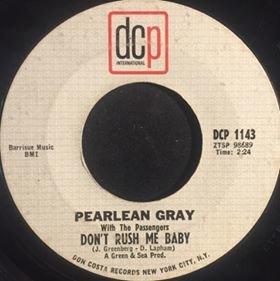 dcp
INTERNATIONAL
Barrisue Music
BMI
DCP 1143
ZTSP 98689
Time: 2:24
PEARLEAN GRAY
With The Passengers
DON'T RUSH ME BABY
(J. Greenberg - D. Lapham)
A Green & Sea Prod.
DON COSTA RECORDS NEW YORK CITY, N.Y.